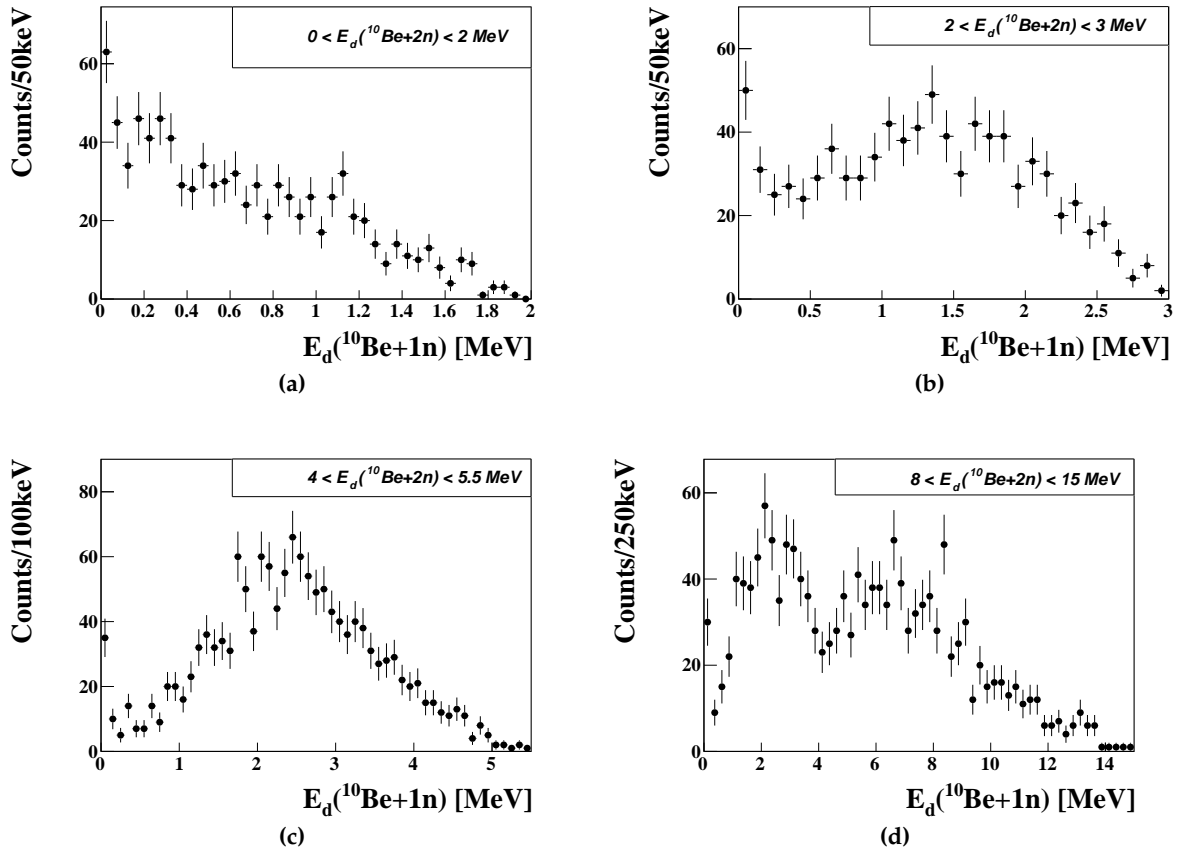 Counts/50keV
0 < E_d(^10Be+2n) < 2 MeV
60
40
20
0
0 0.2 0.4 0.6 0.8 1 1.2 1.4 1.6 1.8 2
E_d(^10Be+1n) [MeV]
(a)
Counts/50keV
2 < E_d(^10Be+2n) < 3 MeV
60
40
20
0
0 0.5 1 1.5 2 2.5 3
E_d(^10Be+1n) [MeV]
(b)
Counts/100keV
4 < E_d(^10Be+2n) < 5.5 MeV
80
60
40
20
0
0 1 2 3 4 5
E_d(^10Be+1n) [MeV]
(c)
Counts/250keV
8 < E_d(^10Be+2n) < 15 MeV
60
40
20
0
0 2 4 6 8 10 12 14
E_d(^10Be+1n) [MeV]
(d)